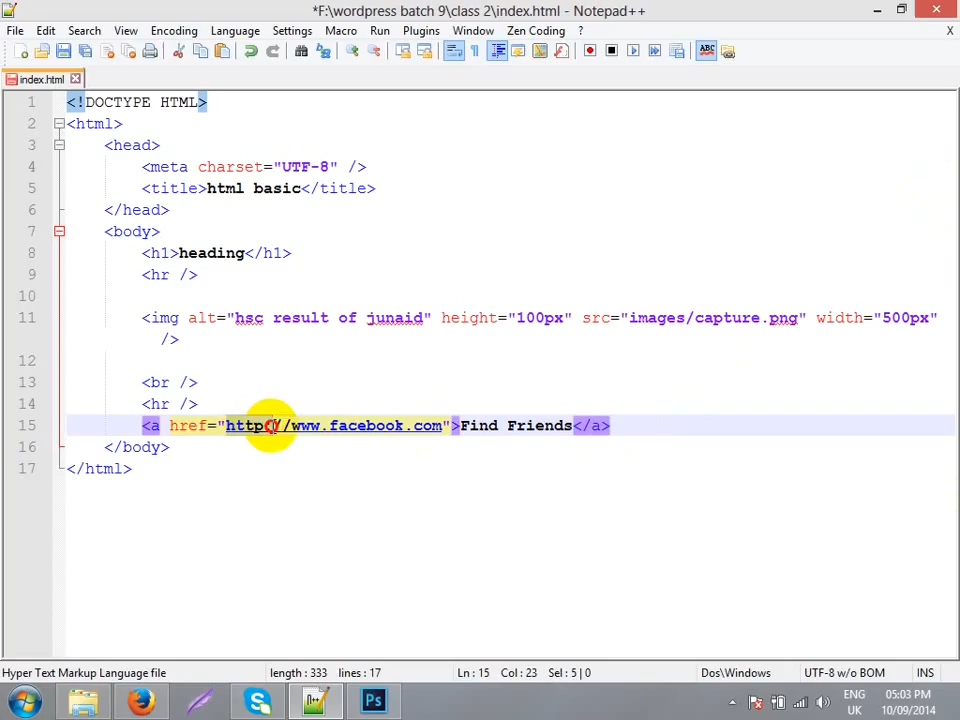 *F:\wordpress batch 9\class 2\index.html - Notepad++
File Edit Search View Encoding Language Settings Macro Run Plugins Window Zen Coding ? X
ABC
index.html
1 <!DOCTYPE HTML>
2 <html>
3 <head>
4 <meta charset="UTF-8" />
5 <title>html basic</title>
6 </head>
7 <body>
8 <h1>heading</h1>
9 <hr />
10
11 <img alt="hsc result of junaid" height="100px" src="images/capture.png" width="500px"
/>
12
13 <br />
14 <hr />
15 <a href="http://www.facebook.com">Find Friends</a>
16 </body>
17 </html>
Hyper Text Markup Language file length : 333 lines : 17 Ln : 15 Col : 23 Sel : 5 | 0 Dos\Windows UTF-8 w/o BOM INS
Ps
ENG 05:03 PM
UK 10/09/2014